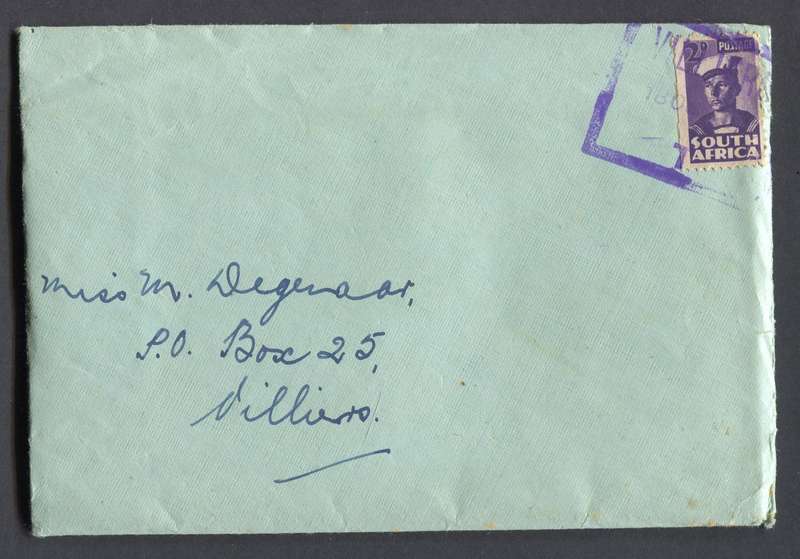 2D POSTAGE
SOUTH
AFRICA
Miss M. Degenaar,
P.O. Box 25,
Villiers.